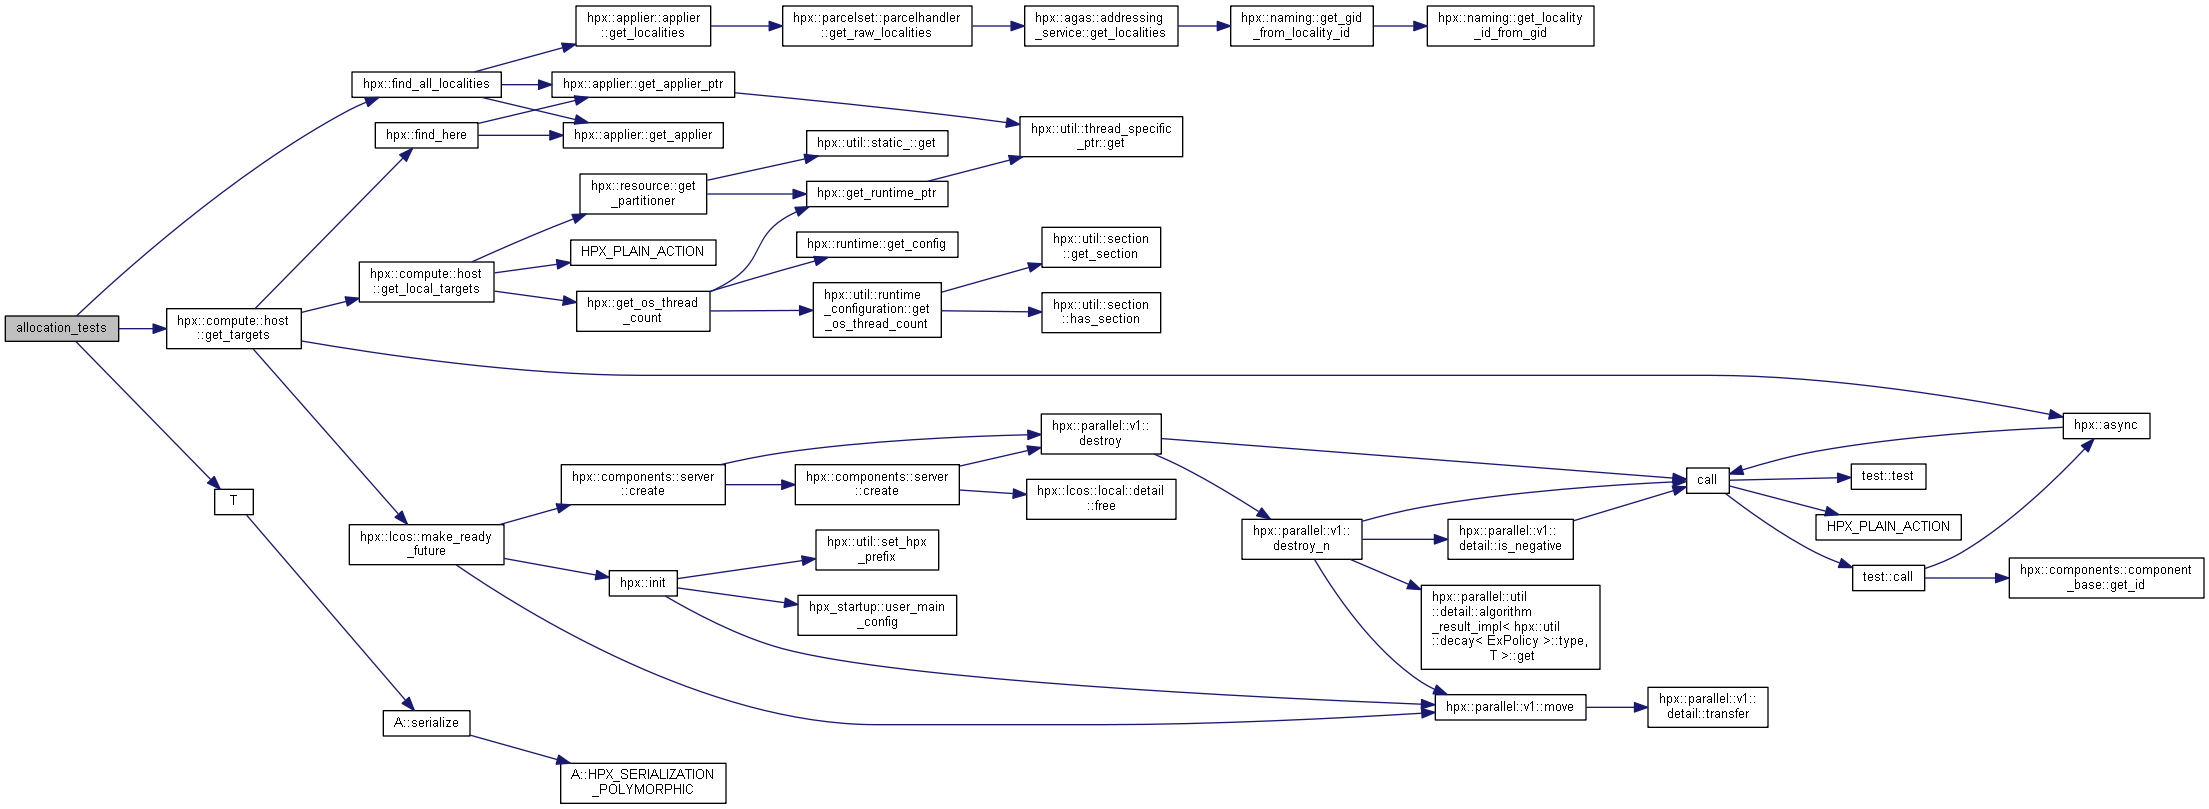 hpx::applier::applier
::get_localities
hpx::parcelset::parcelhandler
::get_raw_localities
hpx::agas::addressing
_service::get_localities
hpx::naming::get_gid
_from_locality_id
hpx::naming::get_locality
_id_from_gid
hpx::find_all_localities
hpx::applier::get_applier_ptr
hpx::find_here
hpx::applier::get_applier
hpx::util::thread_specific
_ptr::get
hpx::util::static_::get
hpx::resource::get
_partitioner
hpx::get_runtime_ptr
HPX_PLAIN_ACTION
hpx::runtime::get_config
hpx::util::section
::get_section
hpx::compute::host
::get_local_targets
hpx::get_os_thread
_count
hpx::util::runtime
_configuration::get
_os_thread_count
hpx::util::section
::has_section
allocation_tests
hpx::compute::host
::get_targets
hpx::async
hpx::parallel::v1::
destroy
hpx::components::server
::create
hpx::components::server
::create
call
test::test
T
hpx::lcos::local::detail
::free
HPX_PLAIN_ACTION
hpx::lcos::make_ready
_future
hpx::util::set_hpx
_prefix
hpx::parallel::v1::
destroy_n
hpx::parallel::v1::
detail::is_negative
hpx::init
test::call
hpx::components::component
_base::get_id
hpx_startup::user_main
_config
hpx::parallel::util
::detail::algorithm
_result_impl< hpx::util
::decay< ExPolicy >::type,
T >::get
A::serialize
hpx::parallel::v1::move
hpx::parallel::v1::
detail::transfer
A::HPX_SERIALIZATION
_POLYMORPHIC